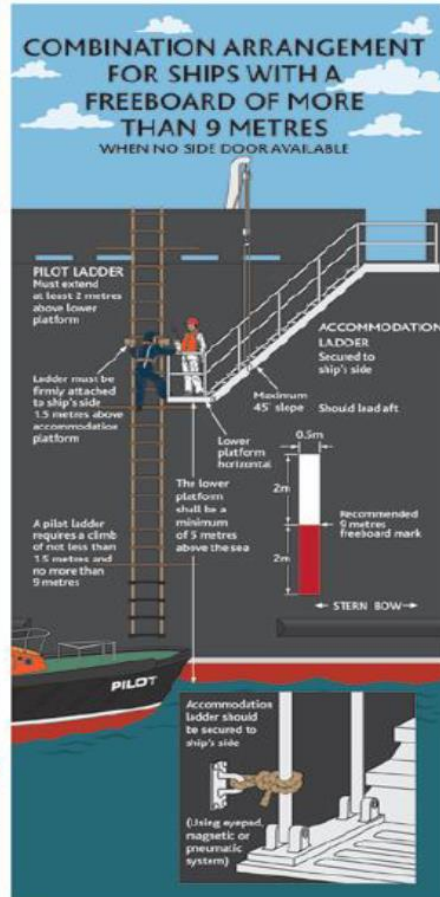 COMBINATION ARRANGEMENT
FOR SHIPS WITH A
FREEBOARD OF MORE
THAN 9 METRES
WHEN NO SIDE DOOR AVAILABLE
PILOT LADDER
Must extend
at least 2 metres
above lower
platform
ACCOMMODATION
LADDER
Secured to
ship's side
Ladder must be
firmly attached
to ship's side
1.5 metres above
accommodation
platform
Maximum
45° slope
Should lead aft
Lower
platform
horizontal
0.5m
2m
2m
The lower
platform
shall be a
minimum
of 5 metres
above the sea
Recommended
9 metres
freeboard mark
A pilot ladder
requires a climb
of not less than
1.5 metres and
no more than
9 metres
STERN BOW
PILOT
Accommodation
ladder should
be secured to
ship's side
(Using eyepad,
magnetic or
pneumatic
system)